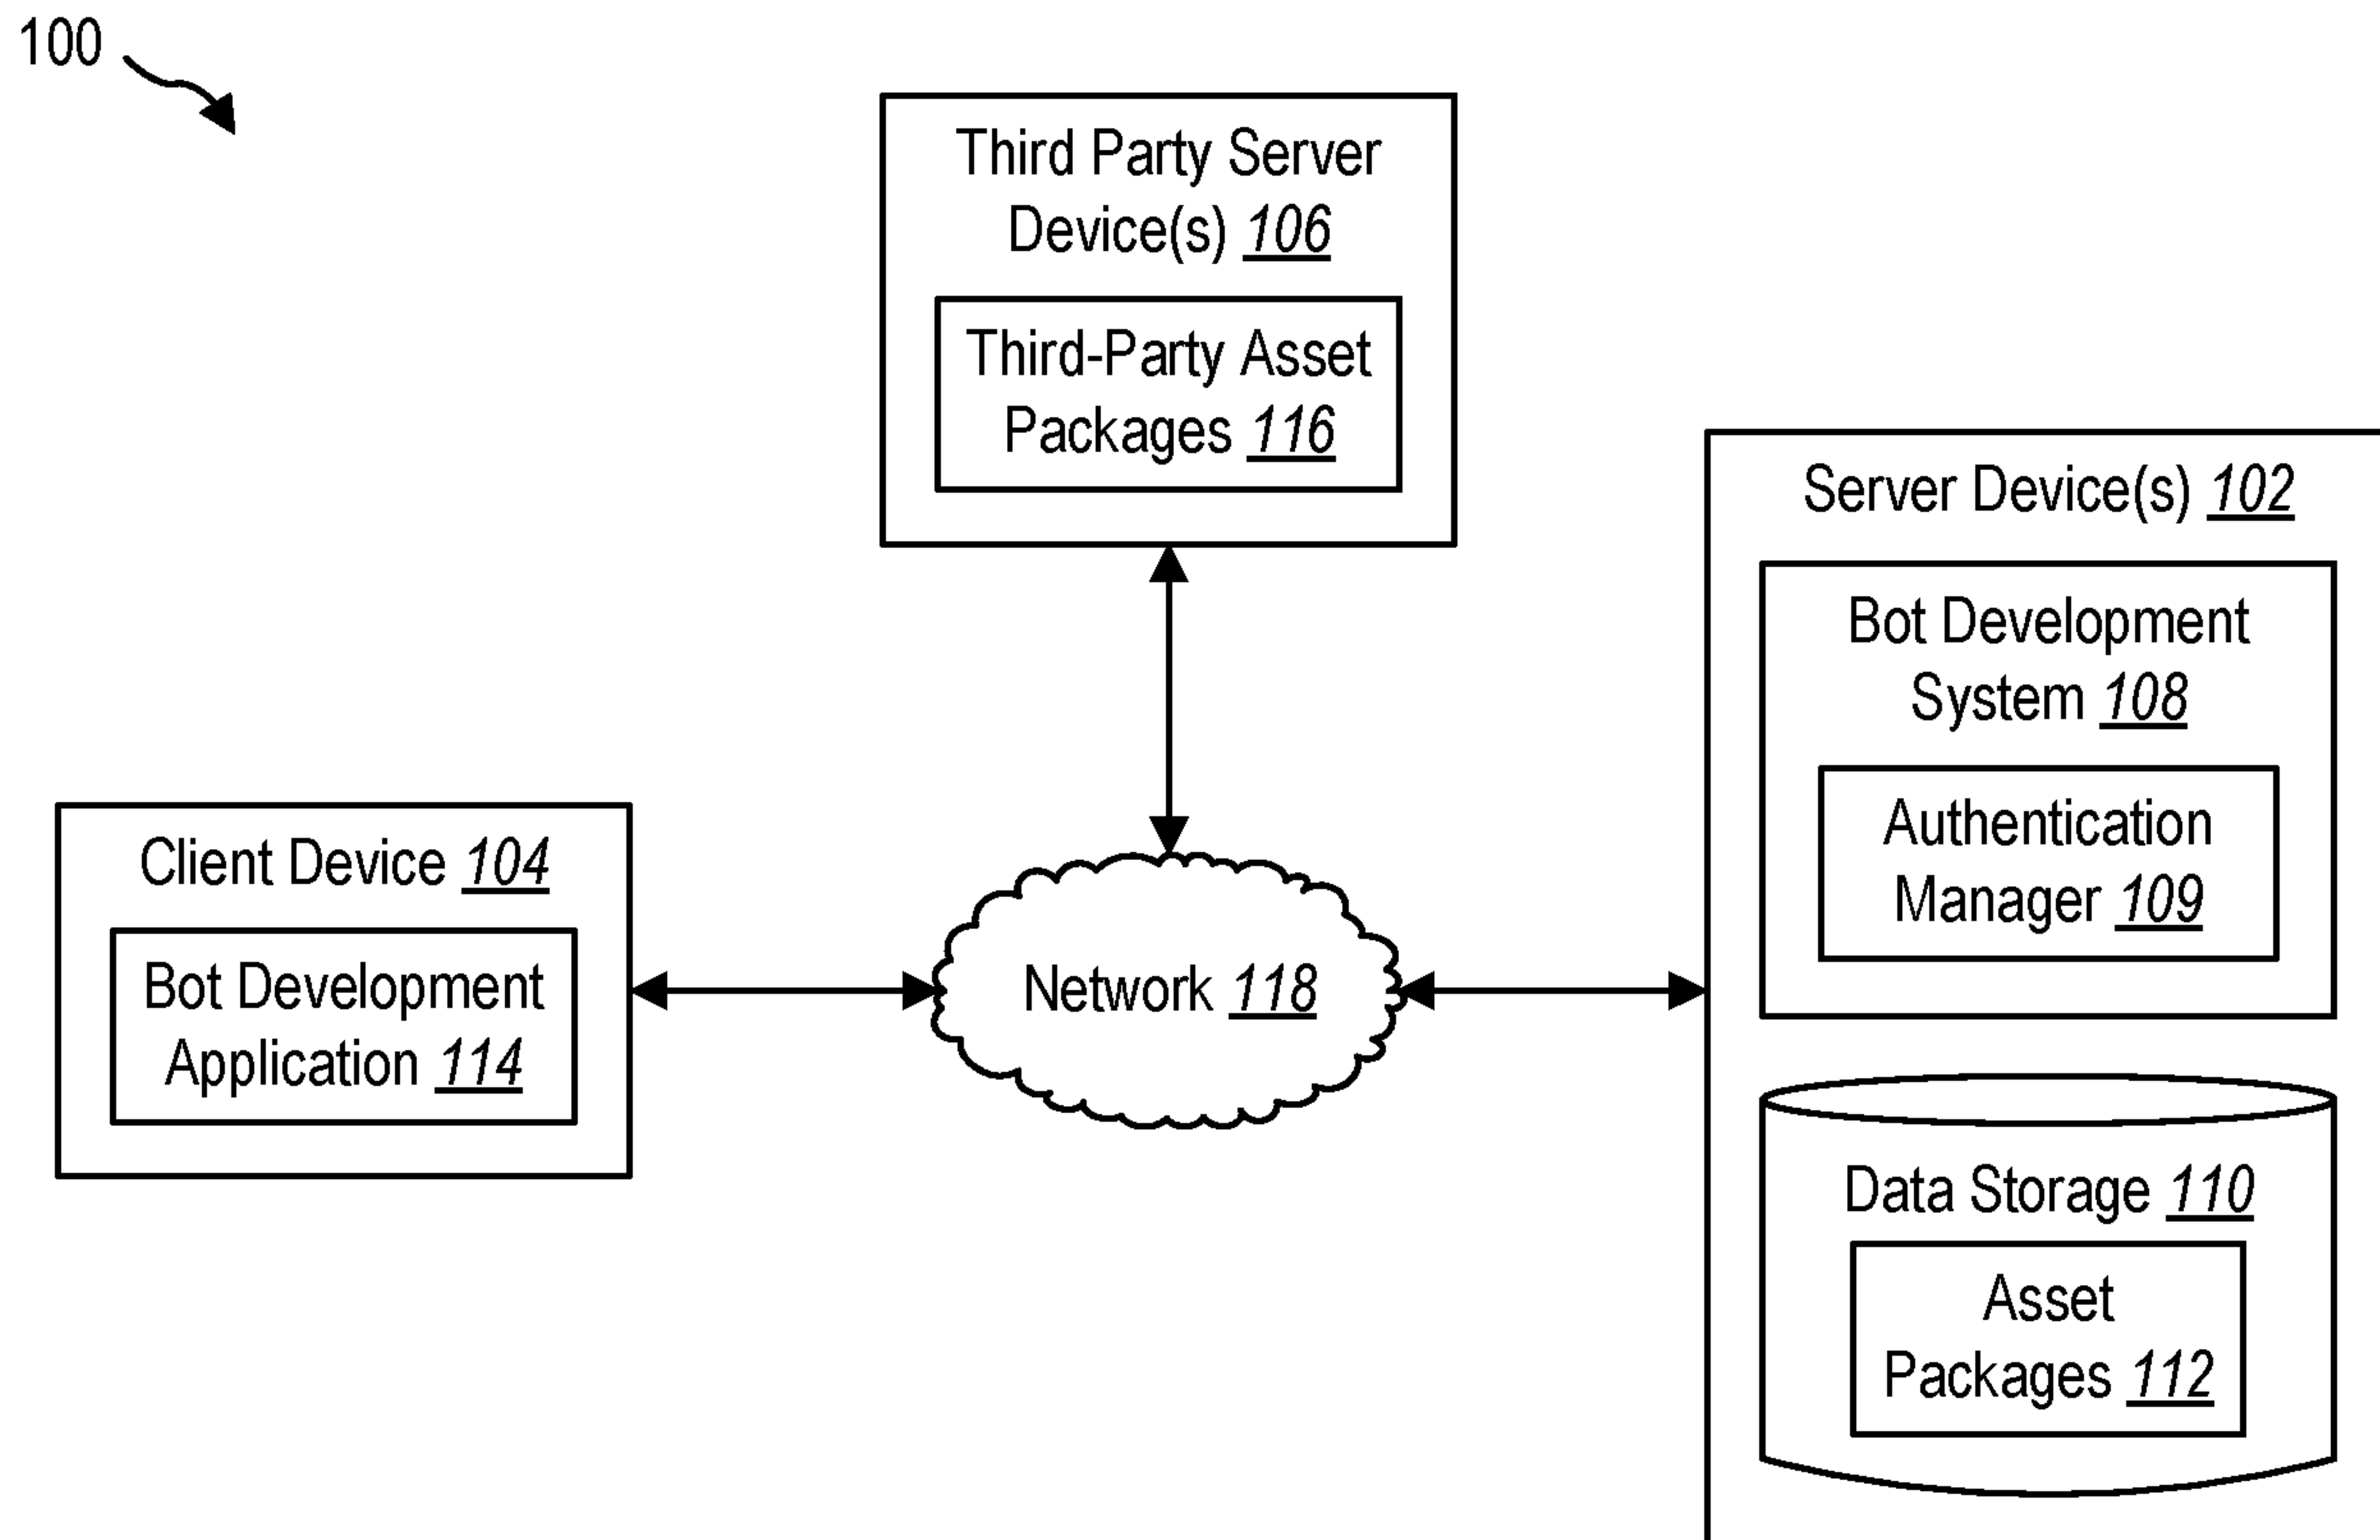 100
Third Party Server
Device(s) 106
Third-Party Asset
Packages 116
Server Device(s) 102
Bot Development
System 108
Authentication
Manager 109
Client Device 104
Bot Development
Application 114
Network 118
Data Storage 110
Asset
Packages 112